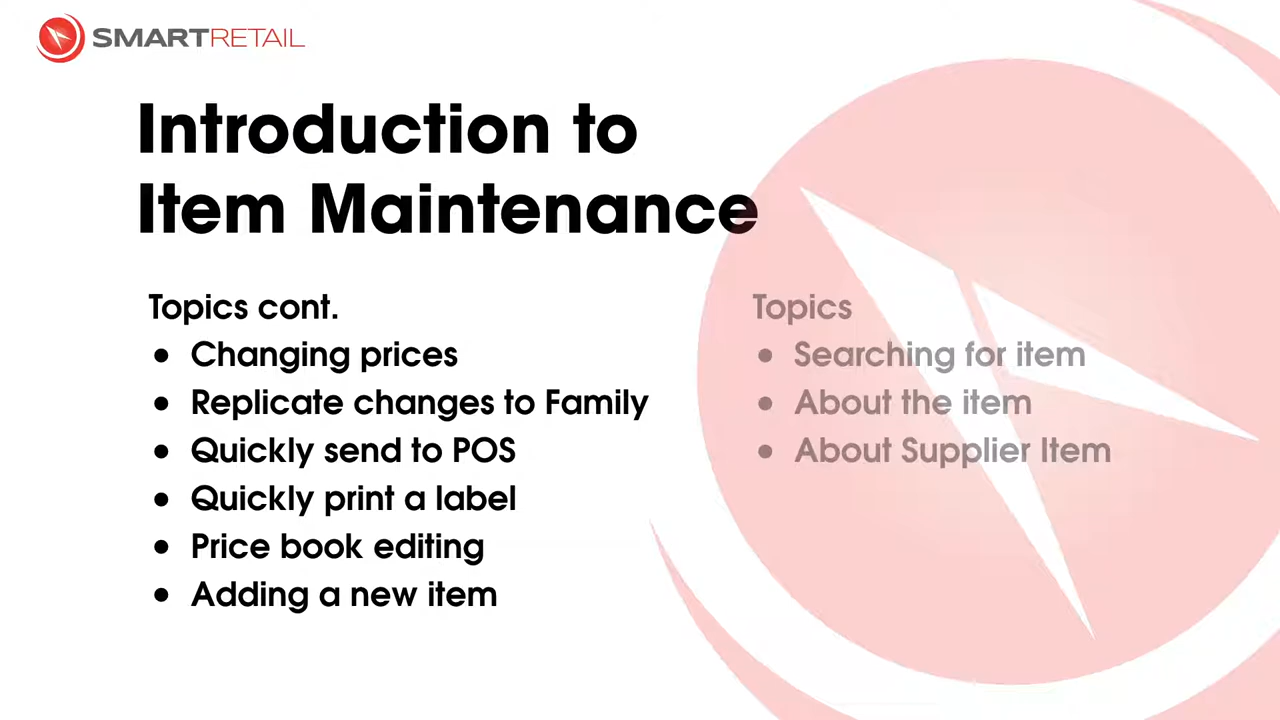 SMARTRETAIL
Introduction to
Item Maintenance
Topics cont.
• Changing prices
• Replicate changes to Family
• Quickly send to POS
• Quickly print a label
• Price book editing
• Adding a new item
Topics
• Searching for item
• About the item
• About Supplier Item